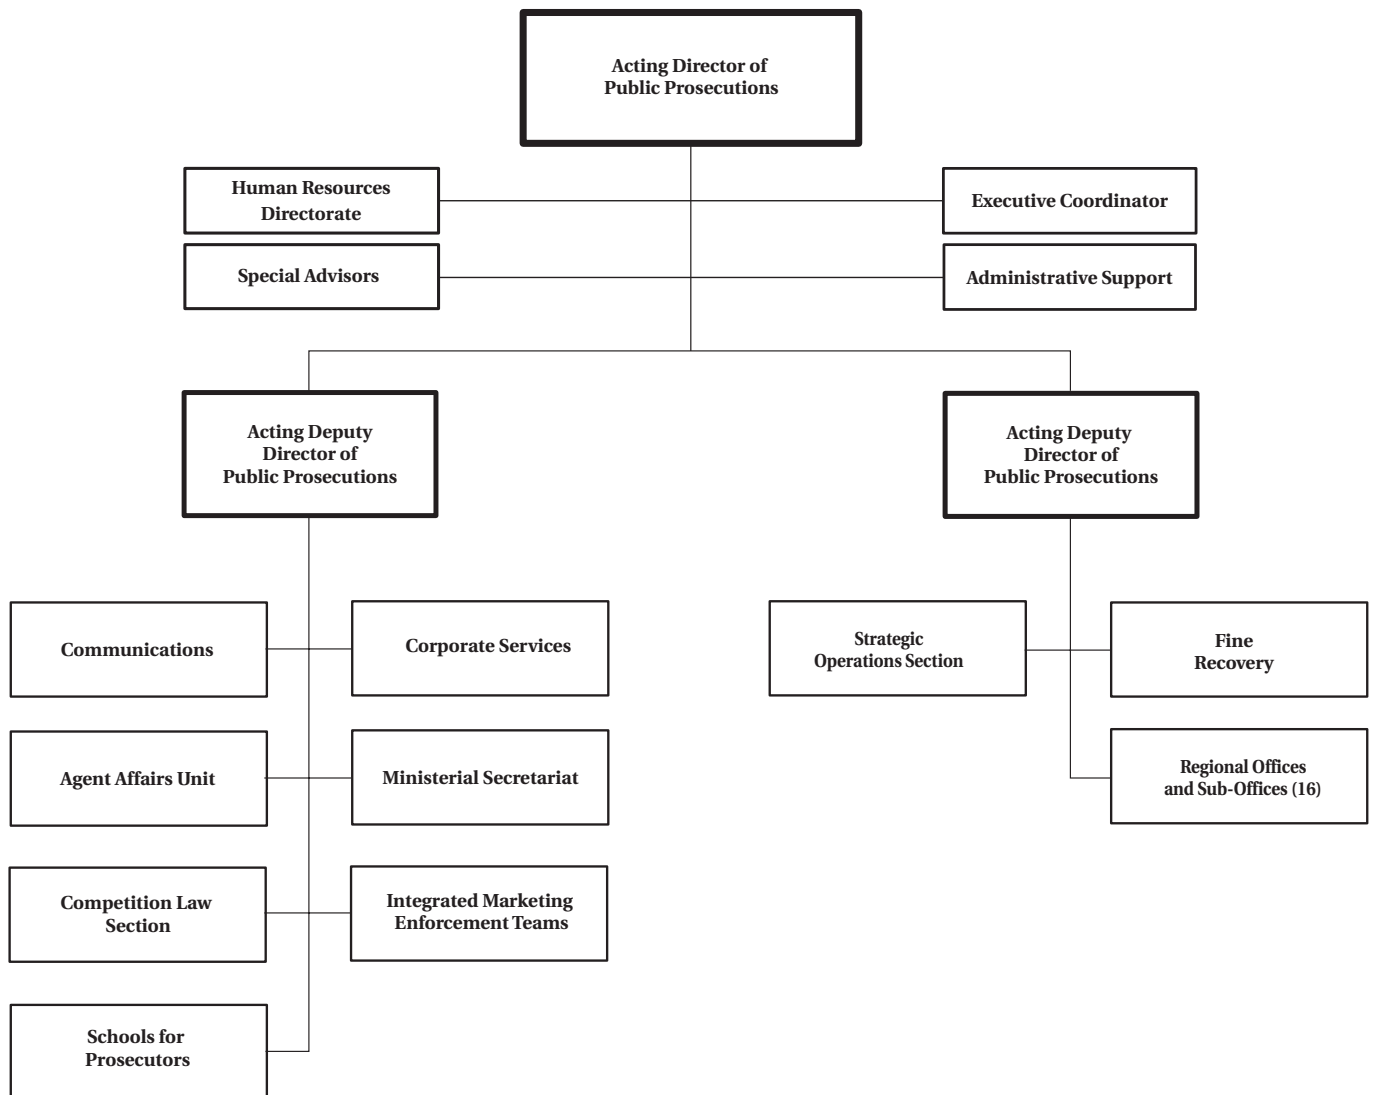 Acting Director of
Public Prosecutions
Human Resources
Directorate
Executive Coordinator
Special Advisors
Administrative Support
Acting Deputy
Director of
Public Prosecutions
Acting Deputy
Director of
Public Prosecutions
Communications
Corporate Services
Strategic
Operations Section
Fine
Recovery
Agent Affairs Unit
Ministerial Secretariat
Regional Offices
and Sub-Offices (16)
Competition Law
Section
Integrated Marketing
Enforcement Teams
Schools for
Prosecutors